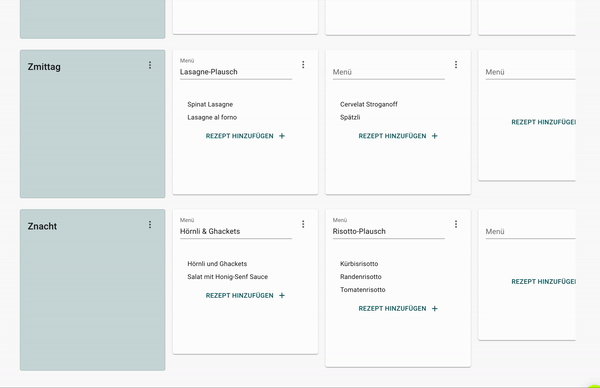 Zmittag
Menü
Lasagne-Plausch
Spinat Lasagne
Lasagne al forno
REZEPT HINZUFÜGEN +
Menü
Cervelat Stroganoff
Spätzli
REZEPT HINZUFÜGEN +
Menü
REZEPT
Znacht
Menü
Hörnli & Ghackets
Hörnli und Ghackets
Salat mit Honig-Senf Sauce
REZEPT HINZUFÜGEN +
Menü
Risotto-Plausch
Kürbisrisotto
Randenrisotto
Tomatenrisotto
REZEPT HINZUFÜGEN +
Menü
REZEPT